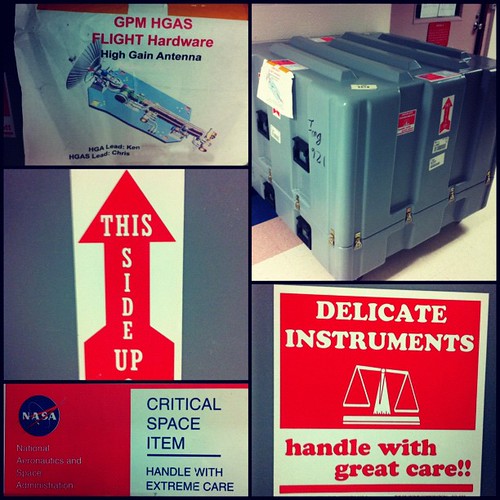 GPM HGAS
FLIGHT Hardware
High Gain Antenna
HGA Lead: Ken
HGAS Lead: Chris
THIS
SIDE
UP
NASA
National
Aeronautics and
Space
Administration
CRITICAL
SPACE
ITEM
HANDLE WITH
EXTREME CARE
DELICATE
INSTRUMENTS
handle with
great care!!